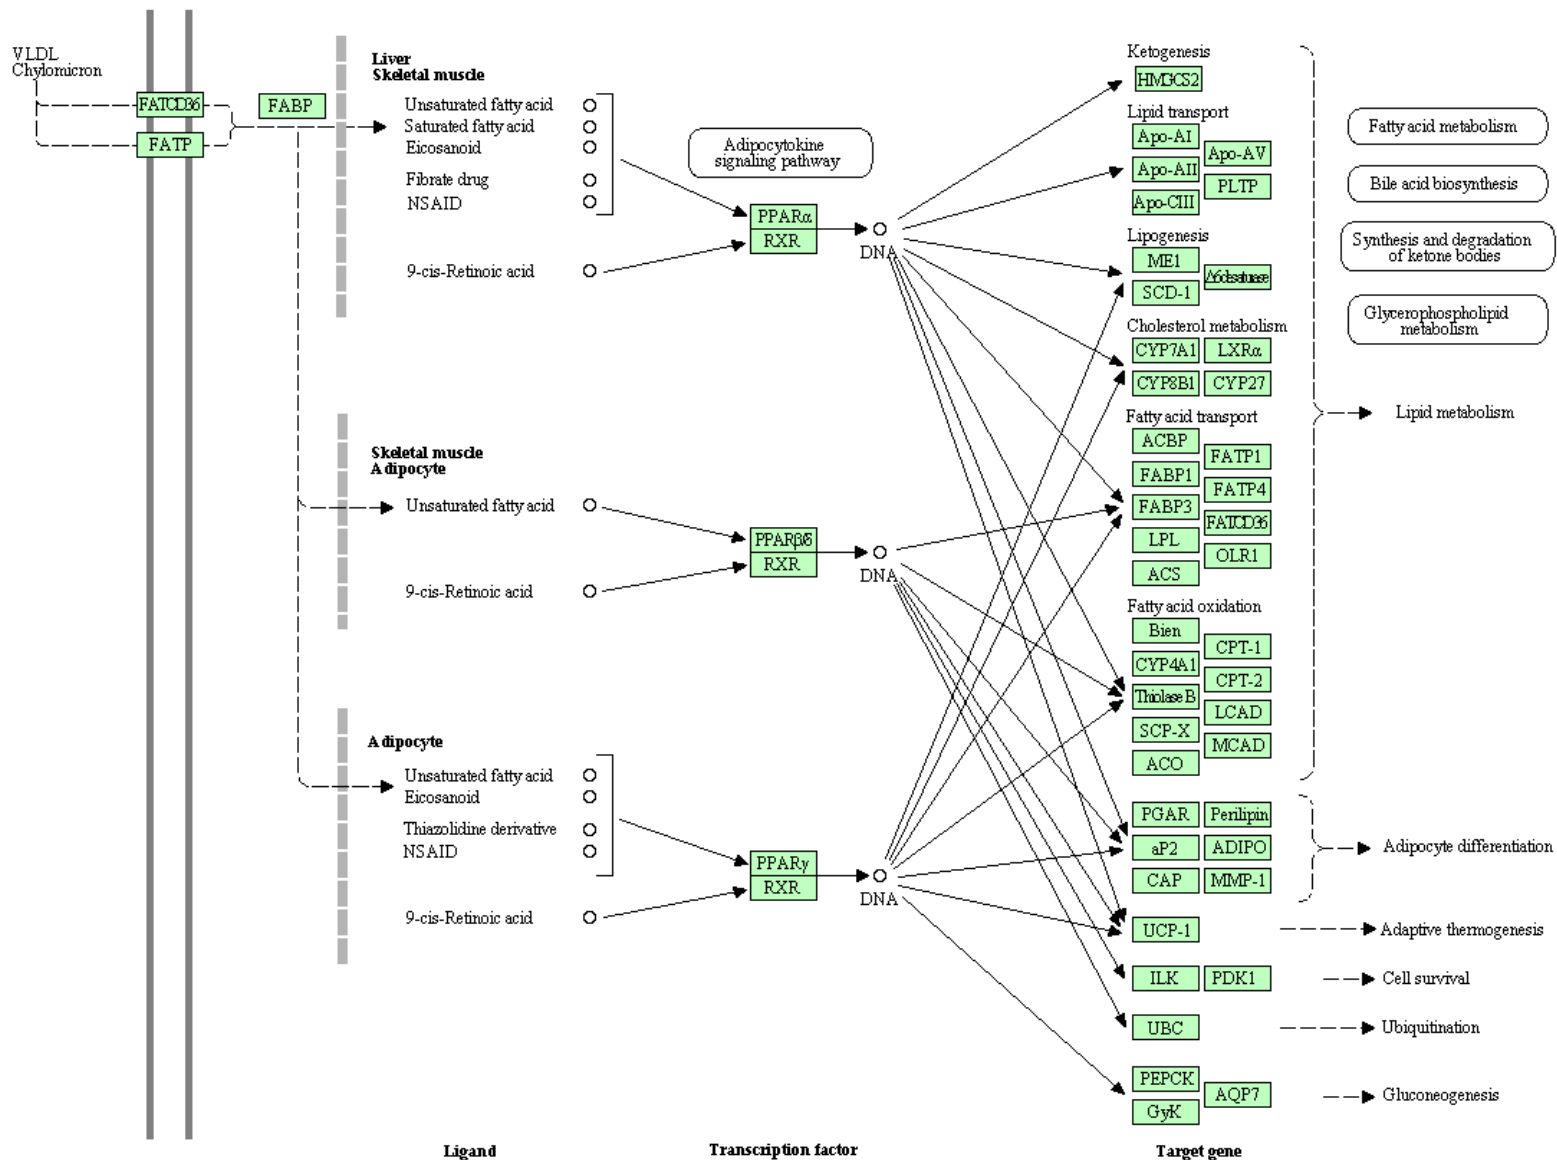 VLDL
Chylomicron
FATCD36
FATP
FABP
Liver
Skeletal muscle
Unsaturated fatty acid
Saturated fatty acid
Eicosanoid
Fibrate drug
NSAID
9-cis-Retinoic acid
Adipocytokine
signaling pathway
PPARα
RXR
DNA
Skeletal muscle
Adipocyte
Unsaturated fatty acid
9-cis-Retinoic acid
PPARβ/δ
RXR
DNA
Adipocyte
Unsaturated fatty acid
Eicosanoid
Thiazolidine derivative
NSAID
9-cis-Retinoic acid
PPARγ
RXR
DNA
Ketogenesis
HMGCS2
Lipid transport
Apo-AI
Apo-AV
Apo-AII
PLTP
Apo-CIII
Lipogenesis
ME1
Δ6desatuase
SCD-1
Cholesterol metabolism
CYP7A1 LXRα
CYP8B1 CYP27
Fatty acid transport
ACBP
FATP1
FABP1
FATP4
FABP3
FATCD36
LPL
OLR1
ACS
Fatty acid oxidation
Bien
CPT-1
CYP4A1
CPT-2
Thiolase B
LCAD
SCP-X
MCAD
ACO
PGAR Perilipin
aP2 ADIPO
CAP MMP-1
UCP-1
ILK PDK1
UBC
PEPCK
AQP7
GyK
Fatty acid metabolism
Bile acid biosynthesis
Synthesis and degradation
of ketone bodies
Glycerophospholipid
metabolism
Lipid metabolism
Adipocyte differentiation
Adaptive thermogenesis
Cell survival
Ubiquitination
Gluconeogenesis
Ligand
Transcription factor
Target gene